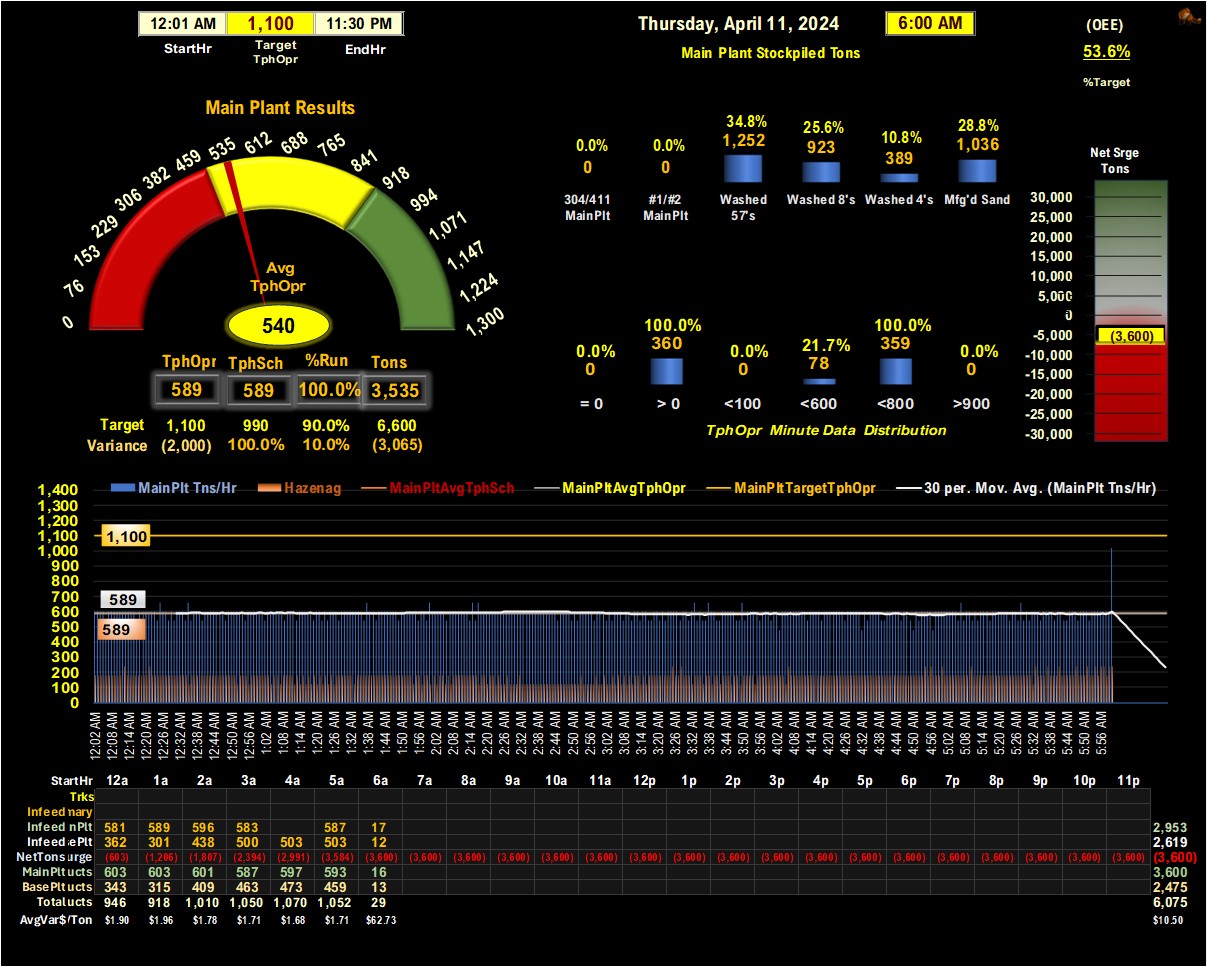 12:01 AM 1,100 11:30 PM
StartHr Target TphOpr EndHr
Thursday, April 11, 2024 6:00 AM
Main Plant Stockpiled Tons
(OEE)
53.6%
%Target
Main Plant Results
0 76 153 229 306 382 459 535 612 688 765 841 918 994 1,071 1,147 1,224 1,300
Avg
TphOpr
540
TphOpr TphSch %Run Tons
589 589 100.0% 3,535
Target 1,100 990 90.0% 6,600
Variance (2,000) 100.0% 10.0% (3,065)
0.0% 0.0% 34.8% 25.6% 10.8% 28.8%
0 0 1,252 923 389 1,036
304/411 #1/#2 Washed Washed 8's Washed 4's Mfg'd Sand
MainPlt MainPlt 57's
0.0% 100.0% 0.0% 21.7% 100.0% 0.0%
0 360 0 78 359 0
= 0 > 0 <100 <600 <800 >900
TphOpr Minute Data Distribution
Net Srge
Tons
30,000
25,000
20,000
15,000
10,000
5,000
0
-5,000
(3,600)
-10,000
-15,000
-20,000
-25,000
-30,000
MainPlt Tns/Hr Hazenag MainPltAvgTphSch MainPltAvgTphOpr MainPltTargetTphOpr 30 per. Mov. Avg. (MainPlt Tns/Hr)
1,400
1,300
1,200
1,100
1,000
900
800
700
600
500
400
300
200
100
0
1,100
589
589
12:02 AM 12:08 AM 12:14 AM 12:20 AM 12:26 AM 12:32 AM 12:38 AM 12:44 AM 12:50 AM 12:56 AM 1:02 AM 1:08 AM 1:14 AM 1:20 AM 1:26 AM 1:32 AM 1:38 AM 1:44 AM 1:50 AM 1:56 AM 2:02 AM 2:08 AM 2:14 AM 2:20 AM 2:26 AM 2:32 AM 2:38 AM 2:44 AM 2:50 AM 2:56 AM 3:02 AM 3:08 AM 3:14 AM 3:20 AM 3:26 AM 3:32 AM 3:38 AM 3:44 AM 3:50 AM 3:56 AM 4:02 AM 4:08 AM 4:14 AM 4:20 AM 4:26 AM 4:32 AM 4:38 AM 4:44 AM 4:50 AM 4:56 AM 5:02 AM 5:08 AM 5:14 AM 5:20 AM 5:26 AM 5:32 AM 5:38 AM 5:44 AM 5:50 AM 5:56 AM
StartHr 12a 1a 2a 3a 4a 5a 6a 7a 8a 9a 10a 11a 12p 1p 2p 3p 4p 5p 6p 7p 8p 9p 10p 11p
Trks
Infeed mary
Infeed nPlt 581 589 596 583 587 17 2,953
Infeed ePlt 362 301 438 500 503 503 12 2,619
NetTons urge (603) (1,206) (1,807) (2,394) (2,991) (3,584) (3,600) (3,600) (3,600) (3,600) (3,600) (3,600) (3,600) (3,600) (3,600) (3,600) (3,600) (3,600) (3,600) (3,600) (3,600) (3,600) (3,600) (3,600) (3,600)
MainPlt ucts 603 603 601 587 597 593 16 3,600
BasePlt ucts 343 315 409 463 473 459 13 2,475
Total ucts 946 918 1,010 1,050 1,070 1,052 29 6,075
AvgVar$/Ton $1.90 $1.96 $1.78 $1.71 $1.68 $1.71 $62.73 $10.50